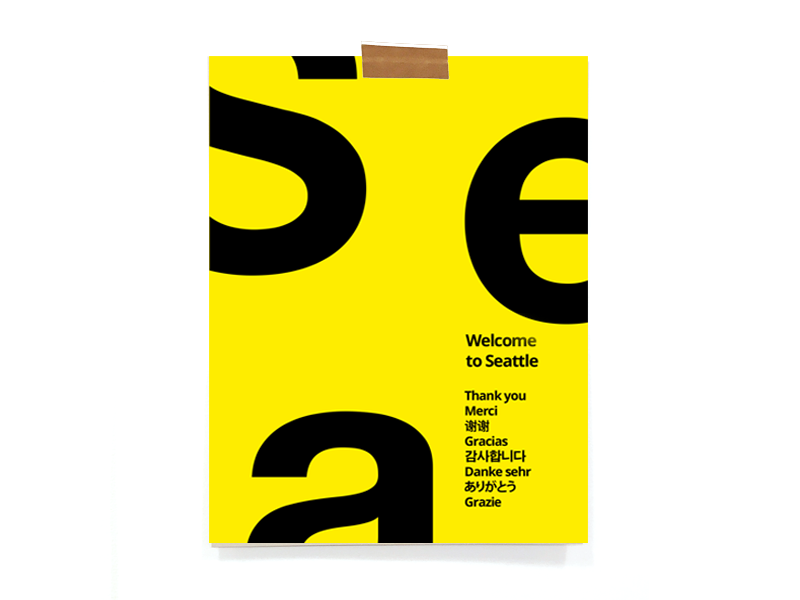 S
e
Welcome
to Seattle
Thank you
Merci
谢谢
Gracias
감사합니다
Danke sehr
ありがとう
Grazie
a